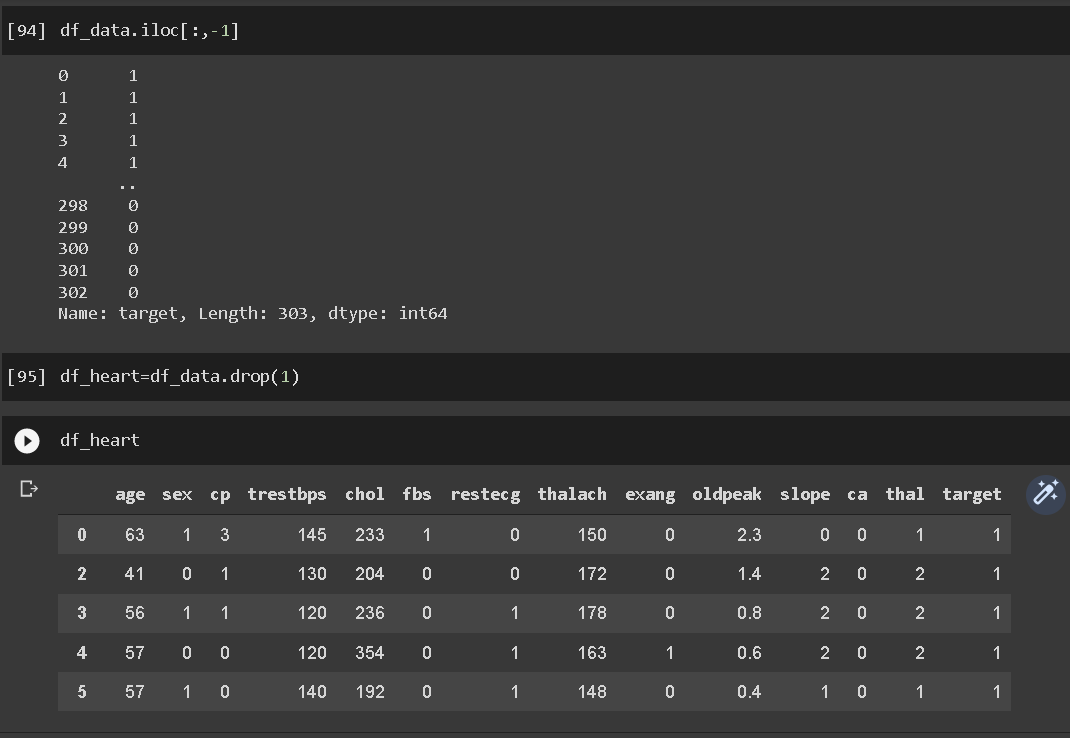 [94] df_data.iloc[:,-1]
0 1
1 1
2 1
3 1
4 1
..
298 0
299 0
300 0
301 0
302 0
Name: target, Length: 303, dtype: int64
[95] df_heart=df_data.drop(1)
df_heart
age sex cp trestbps chol fbs restecg thalach exang oldpeak slope ca thal target
0 63 1 3 145 233 1 0 150 0 2.3 0 0 1 1
2 41 0 1 130 204 0 0 172 0 1.4 2 0 2 1
3 56 1 1 120 236 0 1 178 0 0.8 2 0 2 1
4 57 0 0 120 354 0 1 163 1 0.6 2 0 2 1
5 57 1 0 140 192 0 1 148 0 0.4 1 0 1 1